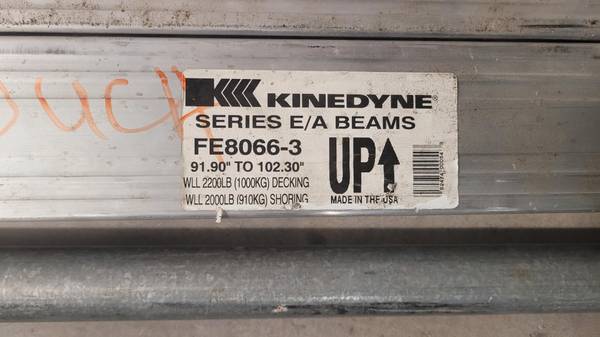 KINEDYNE®
SERIES E/A BEAMS
FE8066-3
91.90" TO 102.30"
WLL 2200LB (1000KG) DECKING
WLL 2000LB (910KG) SHORING
UP
MADE IN THE USA